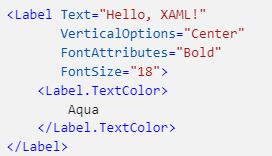 <Label Text="Hello, XAML!"
       VerticalOptions="Center"
       FontAttributes="Bold"
       FontSize="18">
    <Label.TextColor>
        Aqua
    </Label.TextColor>
</Label>